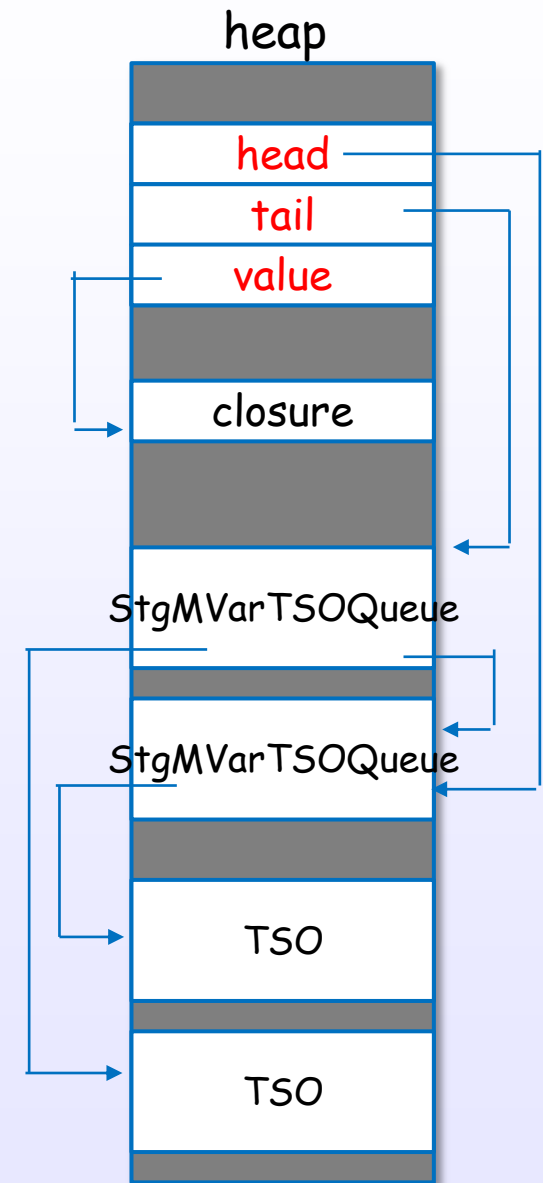 heap
head
tail
value
closure
StgMVarTSOQueue
StgMVarTSOQueue
TSO
TSO